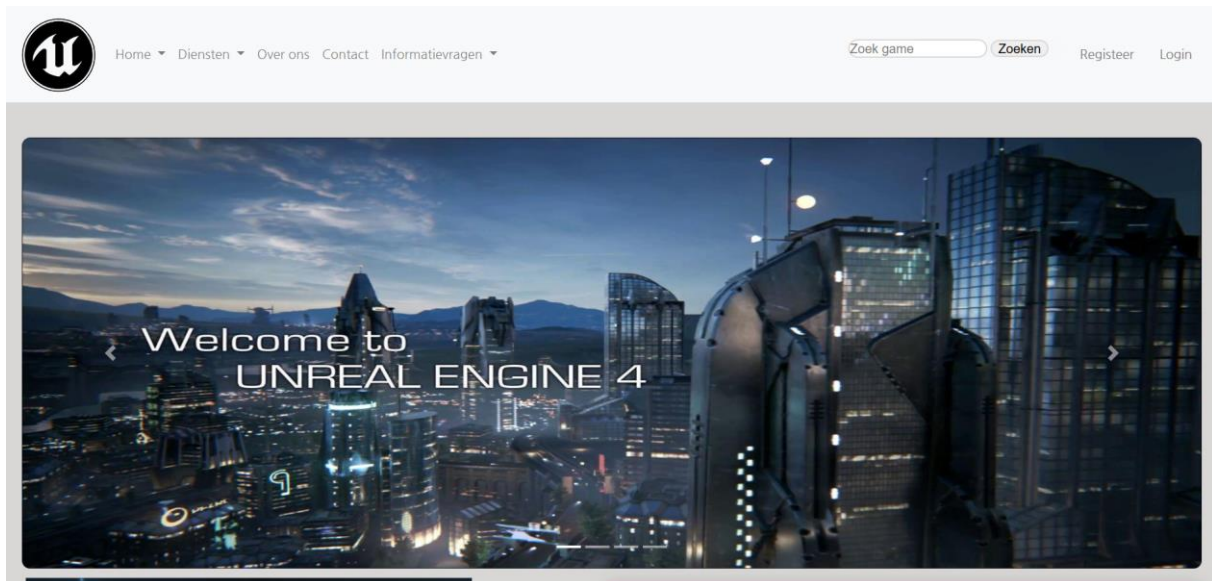 Home Diensten Over ons Contact Informatievragen Zoek game Zoeken Registeer Login
Welcome to
UNREAL ENGINE 4